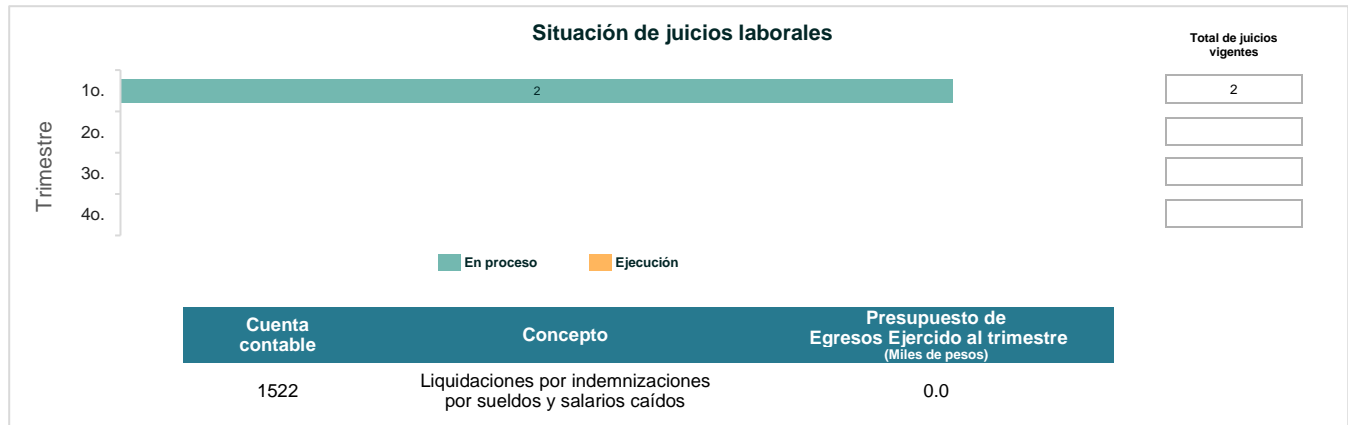 Situación de juicios laborales
Total de juicios
vigentes
Trimestre
1o.
2
2
2o.
3o.
4o.
En proceso
Ejecución
Cuenta
contable
Concepto
Presupuesto de
Egresos Ejercido al trimestre
(Miles de pesos)
1522
Liquidaciones por indemnizaciones
por sueldos y salarios caídos
0.0